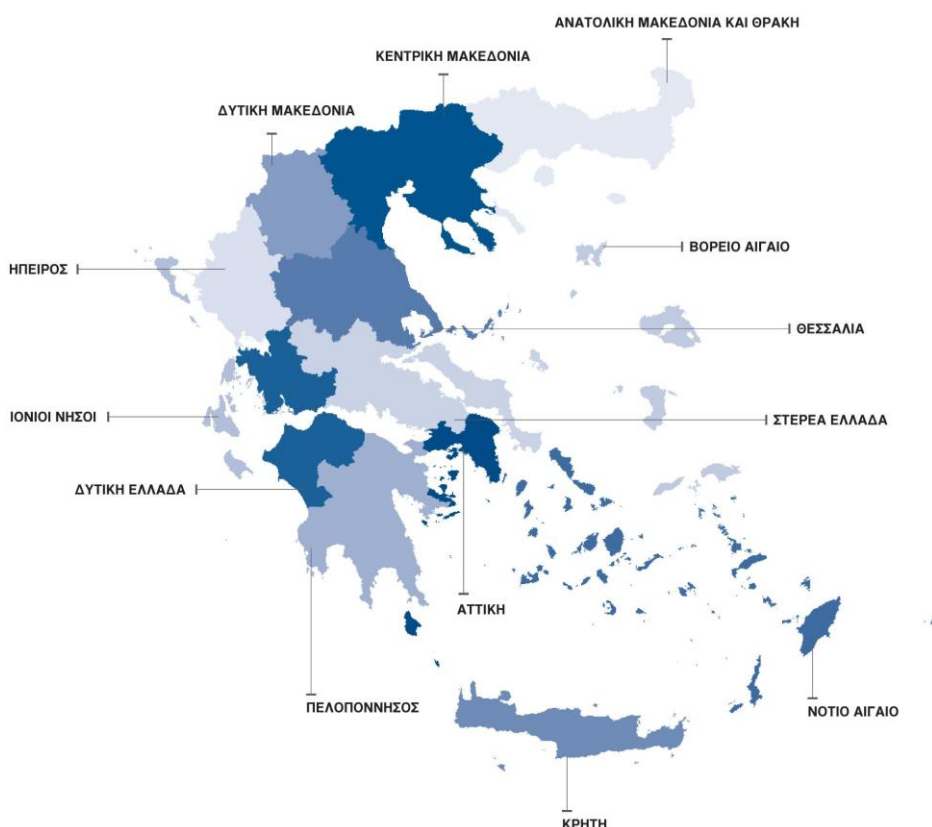 ΑΝΑΤΟΛΙΚΗ ΜΑΚΕΔΟΝΙΑ ΚΑΙ ΘΡΑΚΗ
ΚΕΝΤΡΙΚΗ ΜΑΚΕΔΟΝΙΑ
ΔΥΤΙΚΗ ΜΑΚΕΔΟΝΙΑ
ΒΟΡΕΙΟ ΑΙΓΑΙΟ
ΗΠΕΙΡΟΣ
ΘΕΣΣΑΛΙΑ
ΙΟΝΙΟΙ ΝΗΣΟΙ
ΣΤΕΡΕΑ ΕΛΛΑΔΑ
ΔΥΤΙΚΗ ΕΛΛΑΔΑ
ΑΤΤΙΚΗ
ΠΕΛΟΠΟΝΝΗΣΟΣ
ΝΟΤΙΟ ΑΙΓΑΙΟ
ΚΡΗΤΗ